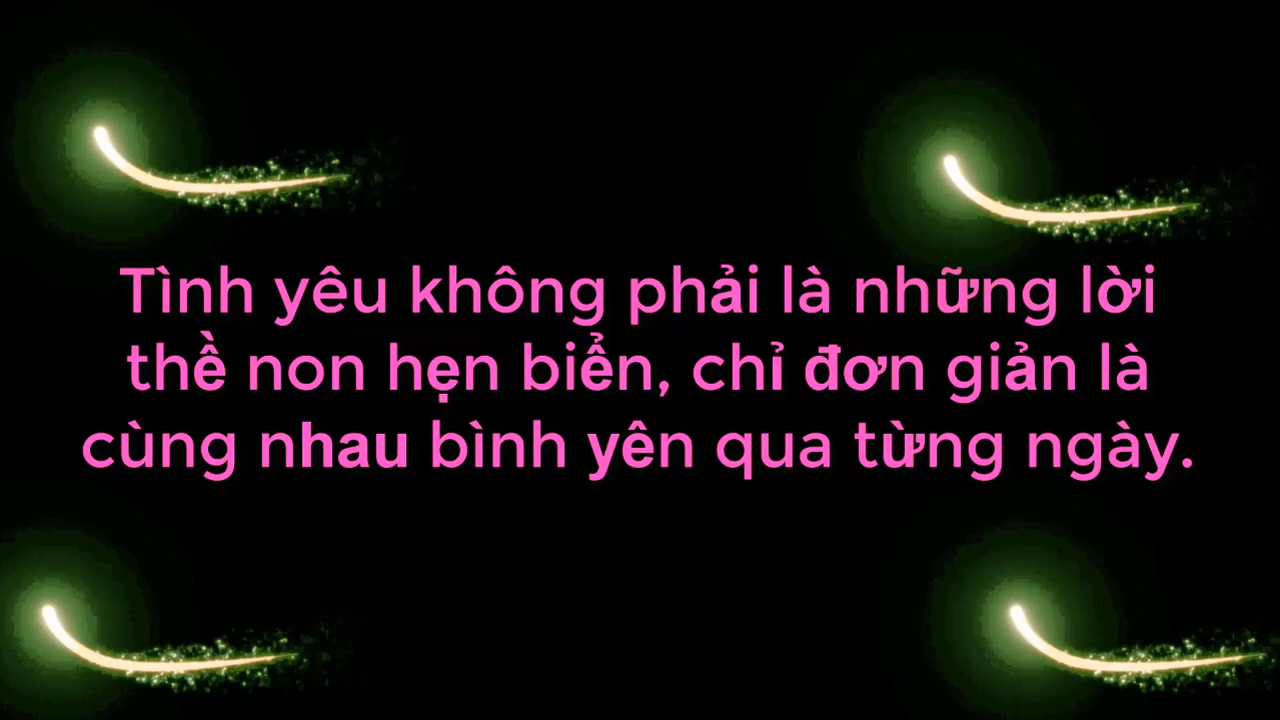 Tình yêu không phải là những lời
thề non hẹn biển, chỉ đơn giản là
cùng nhau bình yên qua từng ngày.